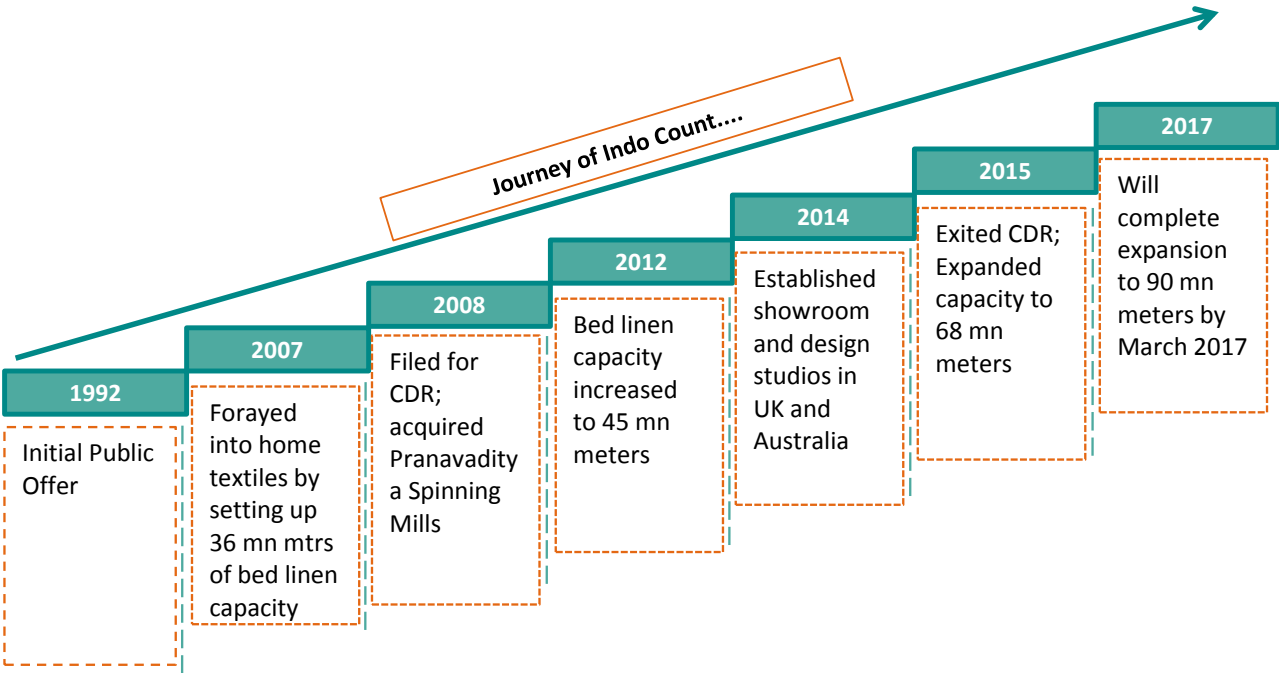 Journey of Indo Count....
1992
Initial Public
Offer
2007
Forayed
into home
textiles by
setting up
36 mn mtrs
of bed linen
capacity
2008
Filed for
CDR;
acquired
Pranavadity
a Spinning
Mills
2012
Bed linen
capacity
increased
to 45 mn
meters
2014
Established
showroom
and design
studios in
UK and
Australia
2015
Exited CDR;
Expanded
capacity to
68 mn
meters
2017
Will
complete
expansion
to 90 mn
meters by
March 2017